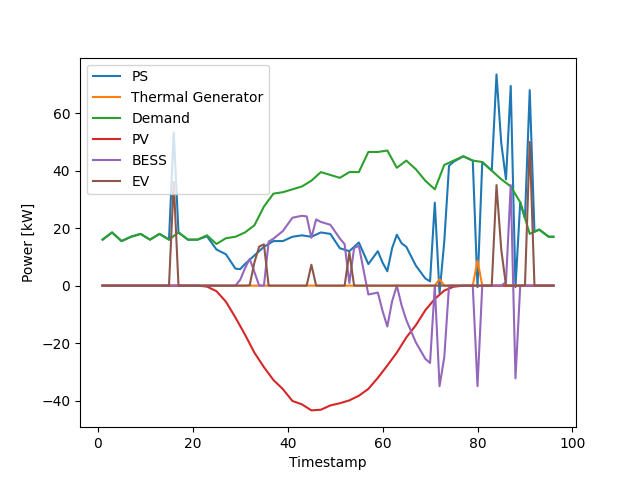 PS
Thermal Generator
Demand
PV
BESS
EV
Power [kW]
60
40
20
0
−20
−40
0 20 40 60 80 100
Timestamp